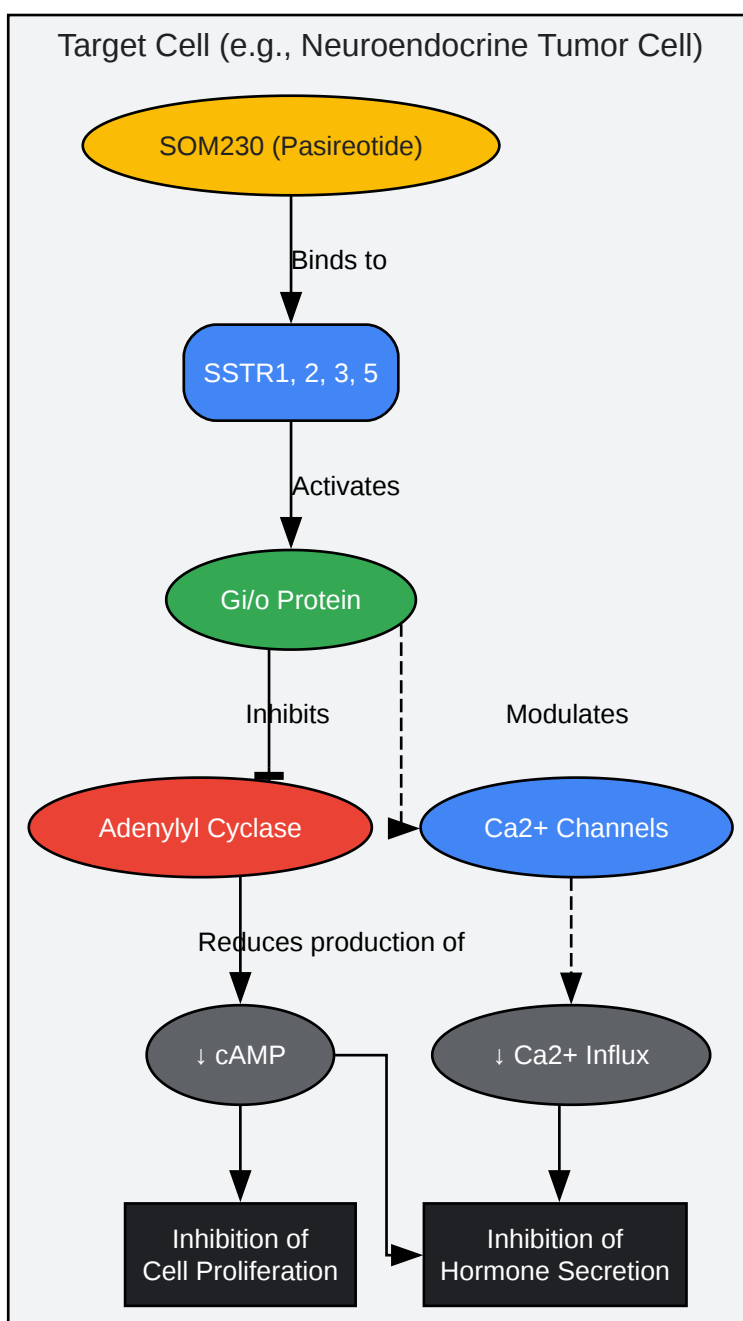 Target Cell (e.g., Neuroendocrine Tumor Cell)
SOM230 (Pasireotide)
Binds to
SSTR1, 2, 3, 5
Activates
Gi/o Protein
Inhibits
Modulates
Adenylyl Cyclase
Ca2+ Channels
Reduces production of
↓ cAMP
↓ Ca2+ Influx
Inhibition of
Cell Proliferation
Inhibition of
Hormone Secretion